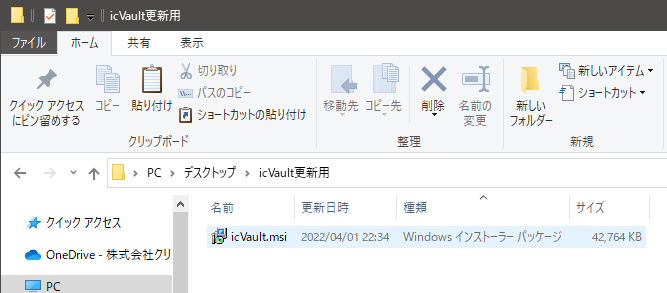 icVault更新用
ファイル ホーム 共有 表示
クイック アクセス
にピン留めする
コピー
貼り付け
切り取り
パスのコピー
ショートカットの貼り付け
クリップボード
移動先
コピー先
削除
名前の
変更
整理
新しい
フォルダー
新しいアイテム
ショートカット
新規
PC デスクトップ icVault更新用
名前 更新日時 種類 サイズ
クイック アクセス
OneDrive - 株式会社クリ
PC
icVault.msi 2022/04/01 22:34 Windows インストーラー パッケージ 42,764 KB